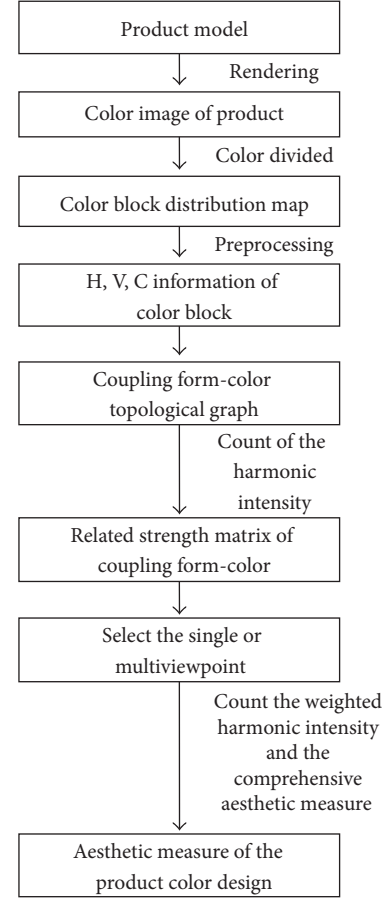 Product model
Rendering
Color image of product
Color divided
Color block distribution map
Preprocessing
H, V, C information of
color block
Coupling form-color
topological graph
Count of the
harmonic
intensity
Related strength matrix of
coupling form-color
Select the single or
multiviewpoint
Count the weighted
harmonic intensity
and the
comprehensive
aesthetic measure
Aesthetic measure of the
product color design